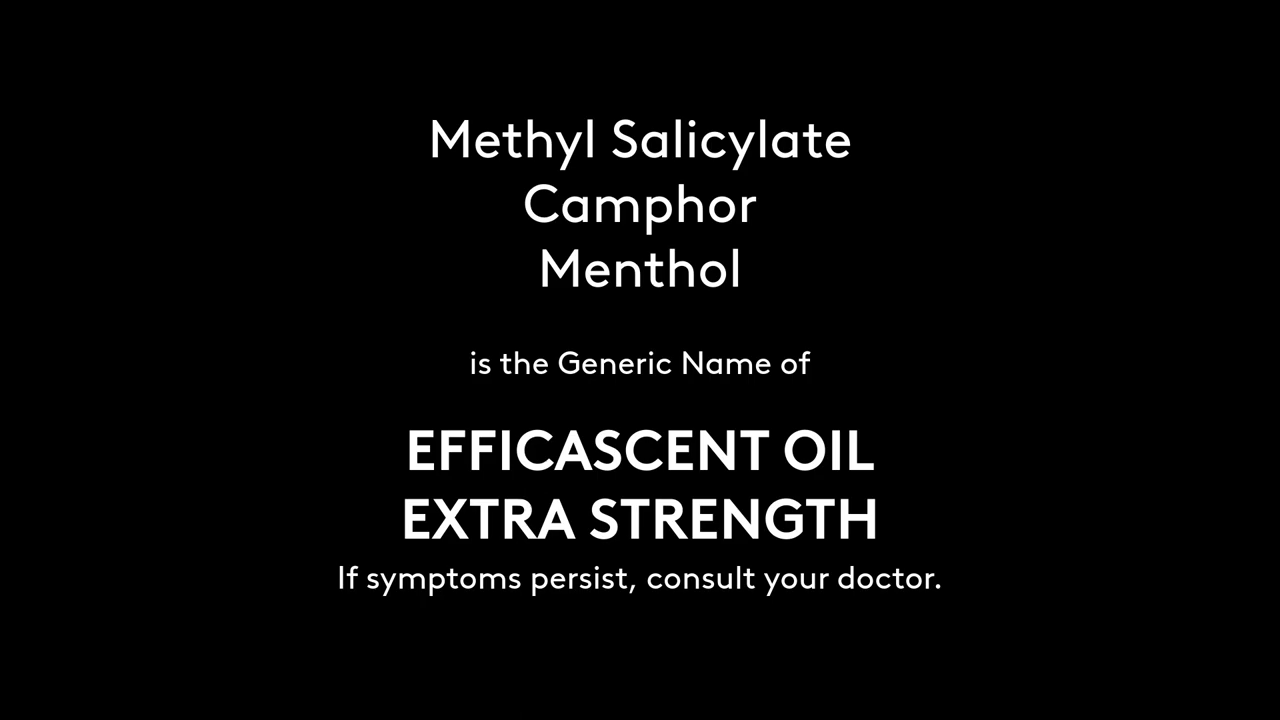 Methyl Salicylate
Camphor
Menthol
is the Generic Name of
EFFICASCENT OIL
EXTRA STRENGTH
If symptoms persist, consult your doctor.